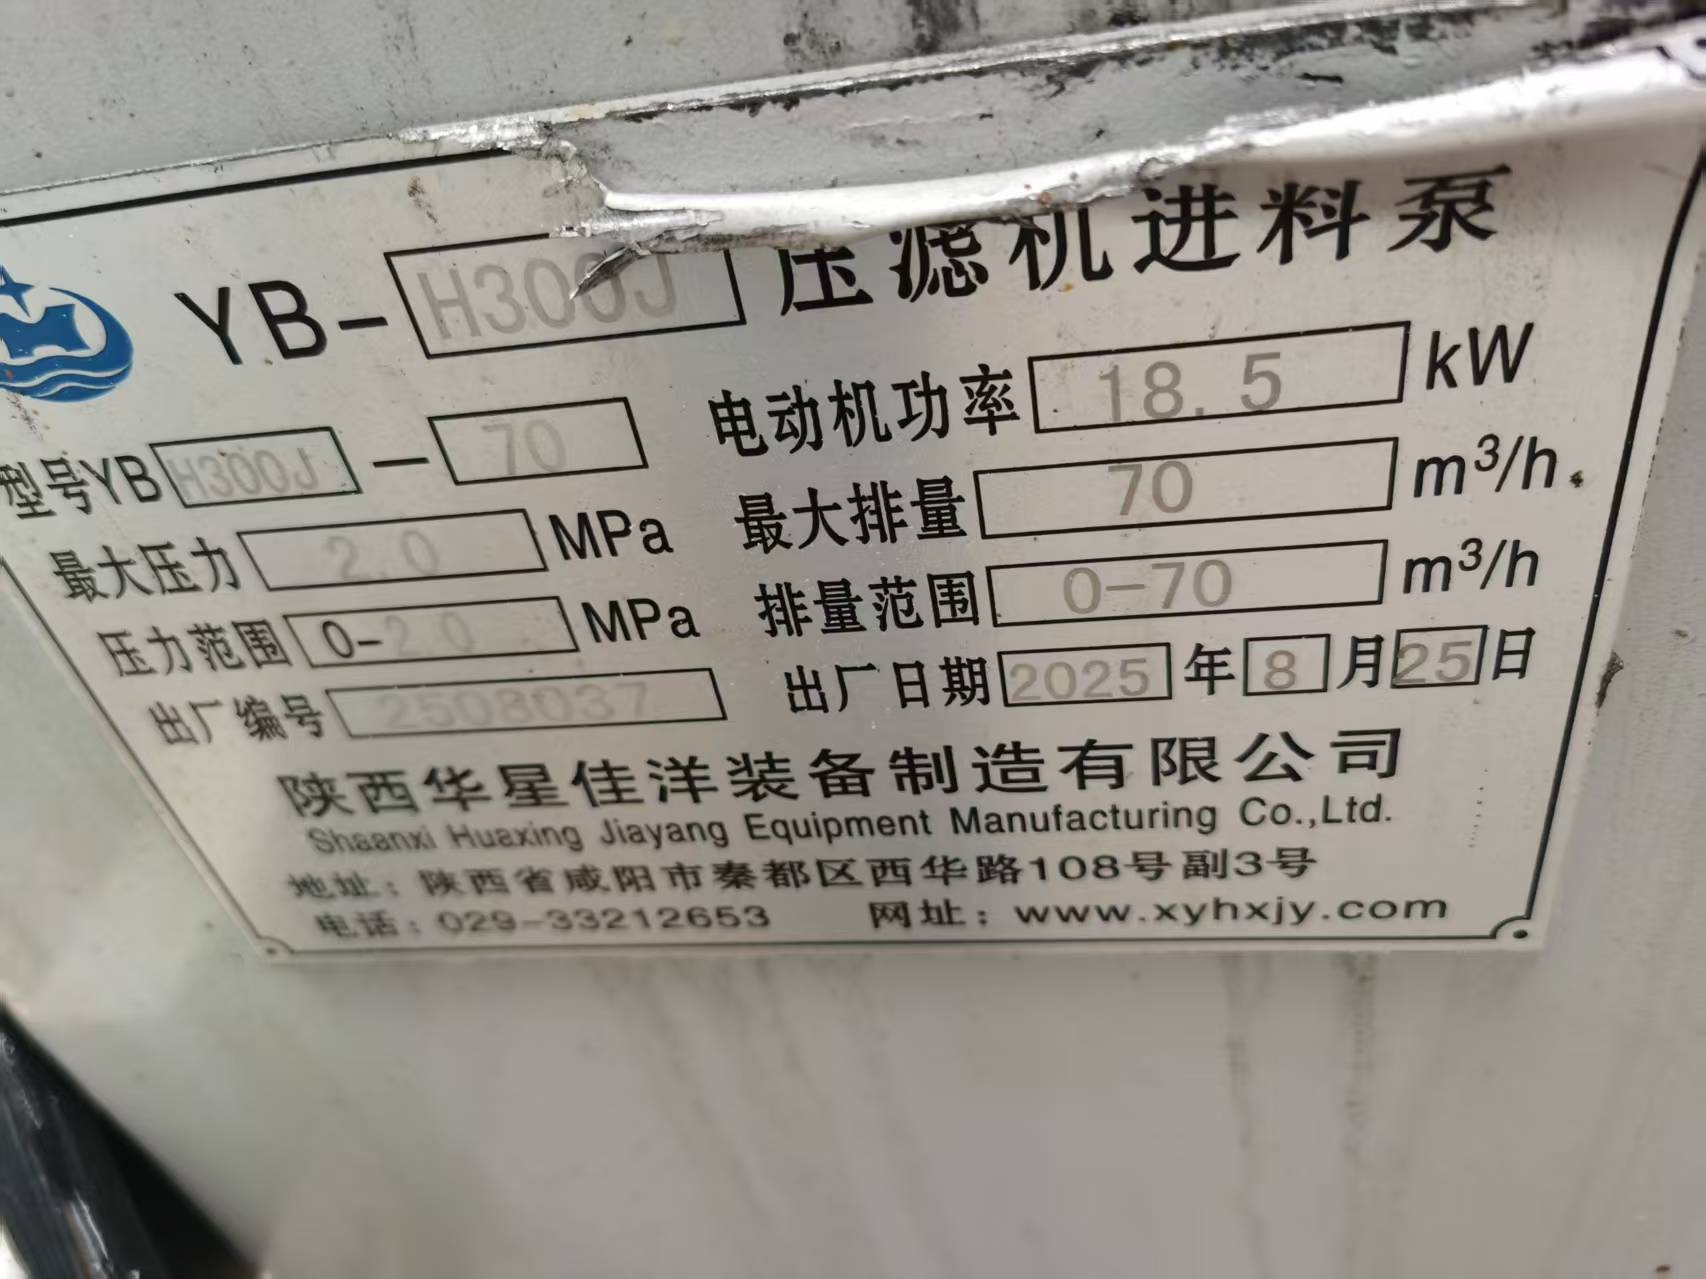 YB-H300J 压滤机进料泵
型号YB H300J - 70 电动机功率 18.5 kW
最大压力 2.0 MPa 最大排量 70 m³/h
压力范围 0-2.0 MPa 排量范围 0-70 m³/h
出厂编号 2508037 出厂日期 2025 年 8 月 25 日
陕西华星佳洋装备制造有限公司
Shaanxi Huaxing Jiayang Equipment Manufacturing Co.,Ltd.
地址：陕西省咸阳市秦都区西华路108号副3号
电话：029-33212653 网址：www.xyhxjy.com